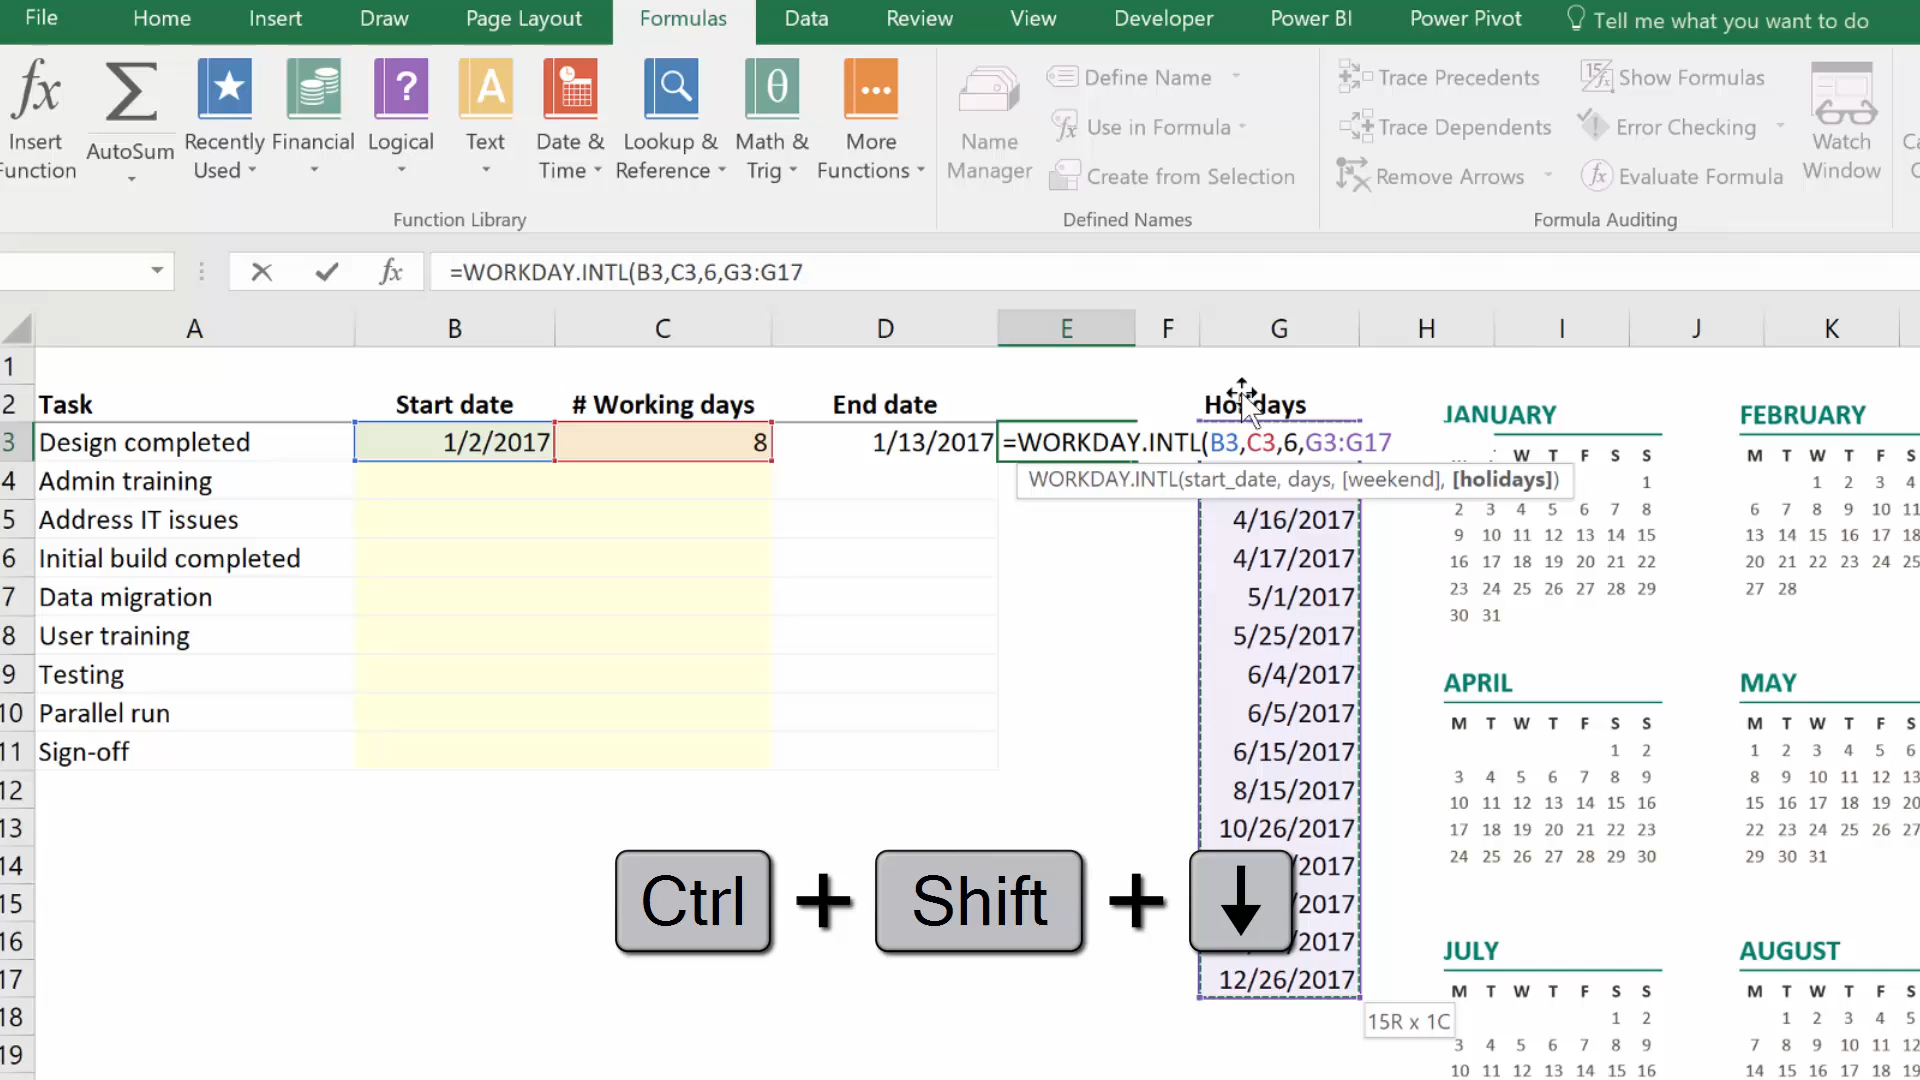 File Home Insert Draw Page Layout Formulas Data Review View Developer Power BI Power Pivot Tell me what you want to do
fx Σ ? A θ ...
Insert AutoSum Recently Financial Logical Text Date & Lookup & Math & More
Function Used Time Reference Trig Functions
Function Library
Name Manager
Define Name
Use in Formula
Create from Selection
Defined Names
Trace Precedents Show Formulas
Trace Dependents Error Checking
Remove Arrows Evaluate Formula
Watch Window
Formula Auditing
fx =WORKDAY.INTL(B3,C3,6,G3:G17
A B C D E F G H I J K
1
2 Task Start date # Working days End date
3 Design completed 1/2/2017 8 1/13/2017 =WORKDAY.INTL(B3,C3,6,G3:G17
WORKDAY.INTL(start_date, days, [weekend], [holidays])
4 Admin training
5 Address IT issues 4/16/2017
6 Initial build completed 4/17/2017
7 Data migration 5/1/2017
8 User training 5/25/2017
9 Testing 6/4/2017
10 Parallel run 6/5/2017
11 Sign-off 6/15/2017
12 8/15/2017
13 10/26/2017
14
15 /2017
16 /2017
17 12/26/2017
18
19
Ctrl + Shift + ↓
15R x 1C
JANUARY
W T F S S
1
2 3 4 5 6 7 8
9 10 11 12 13 14 15
16 17 18 19 20 21 22
23 24 25 26 27 28 29
30 31
FEBRUARY
M T W T F S
1 2 3 4
6 7 8 9 10 11
13 14 15 16 17 18
20 21 22 23 24 25
27 28
APRIL
M T W T F S S
1 2
3 4 5 6 7 8 9
10 11 12 13 14 15 16
17 18 19 20 21 22 23
24 25 26 27 28 29 30
MAY
M T W T F S
1 2 3 4 5 6
8 9 10 11 12 13
15 16 17 18 19 20
22 23 24 25 26 27
29 30 31
JULY
M T W T F S S
1 2
3 4 5 6 7 8 9
10 11 12 13 14 15 16
AUGUST
M T W T F S
1 2 3 4 5
7 8 9 10 11 12
14 15 16 17 18 19